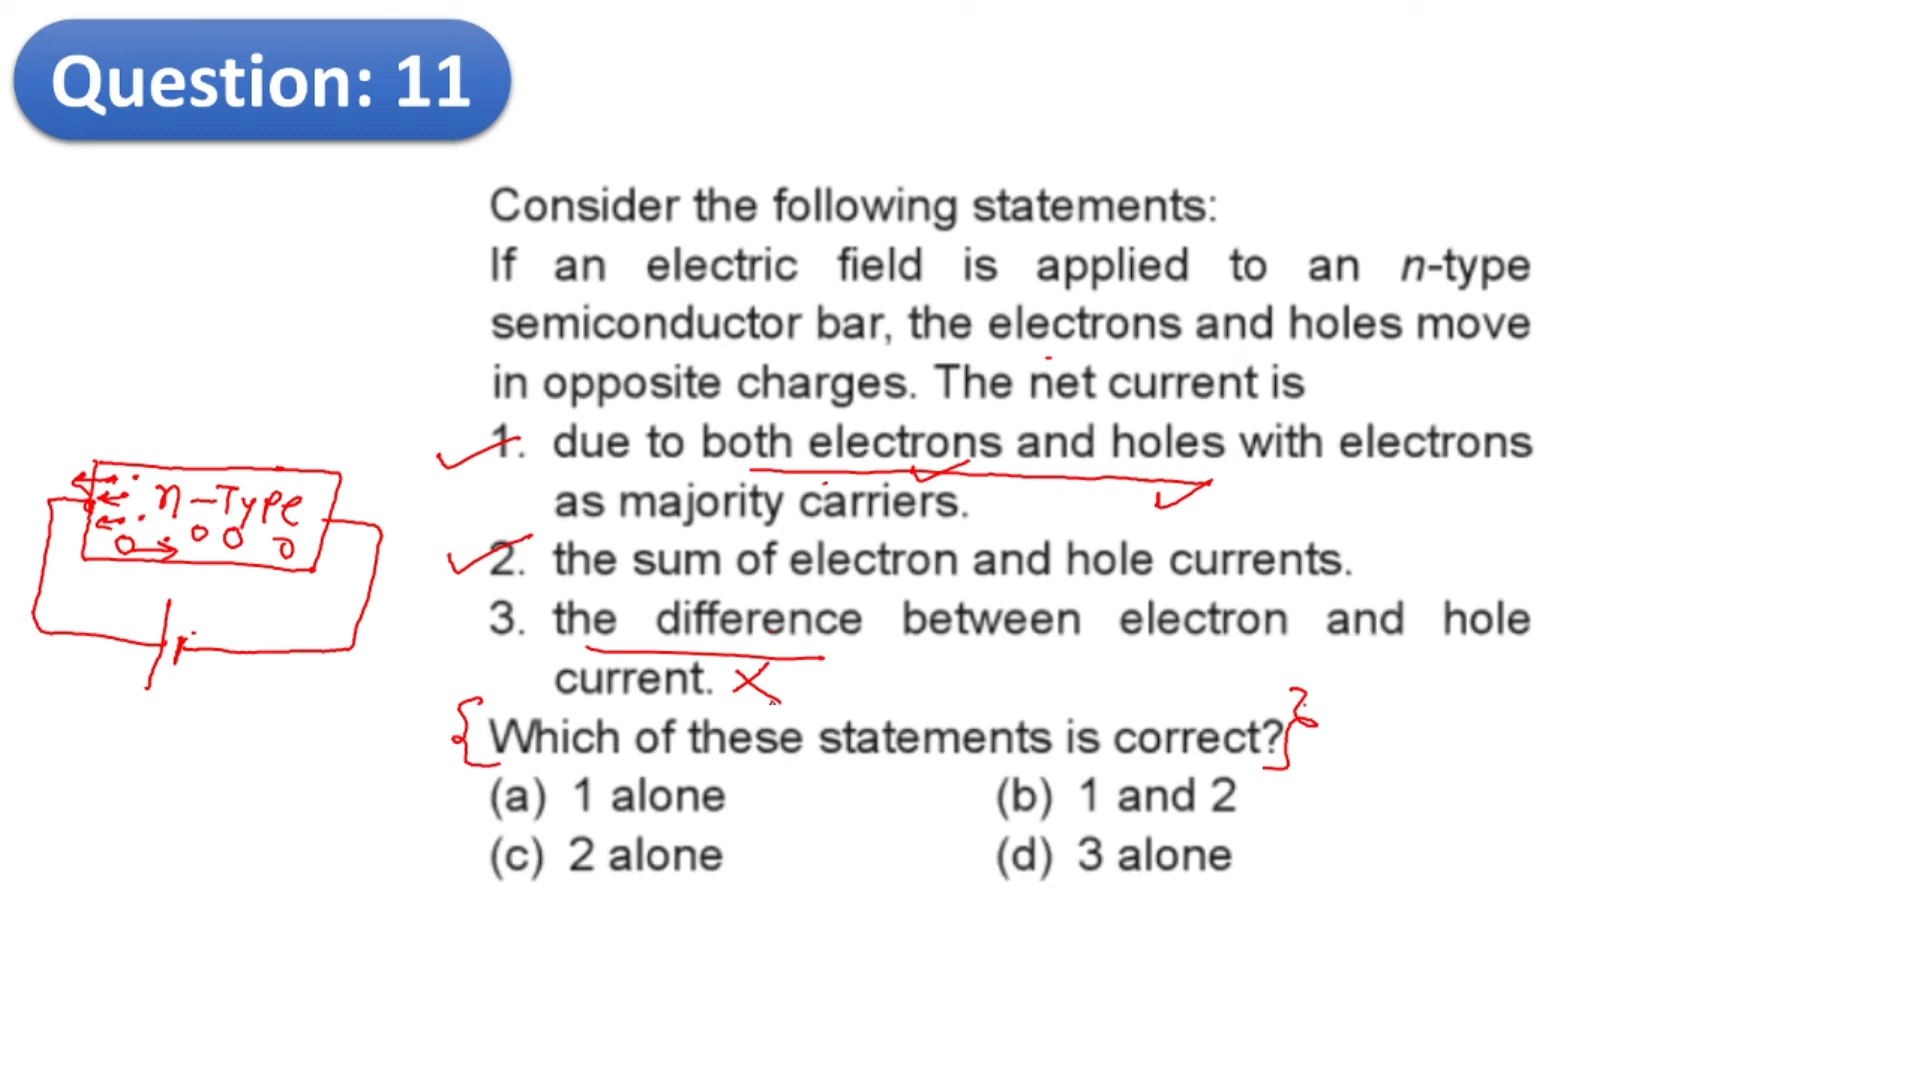 Question: 11
Consider the following statements:
If an electric field is applied to an n-type
semiconductor bar, the electrons and holes move
in opposite charges. The net current is
1. due to both electrons and holes with electrons
as majority carriers.
2. the sum of electron and hole currents.
3. the difference between electron and hole
current.
Which of these statements is correct?
(a) 1 alone (b) 1 and 2
(c) 2 alone (d) 3 alone
n-Type